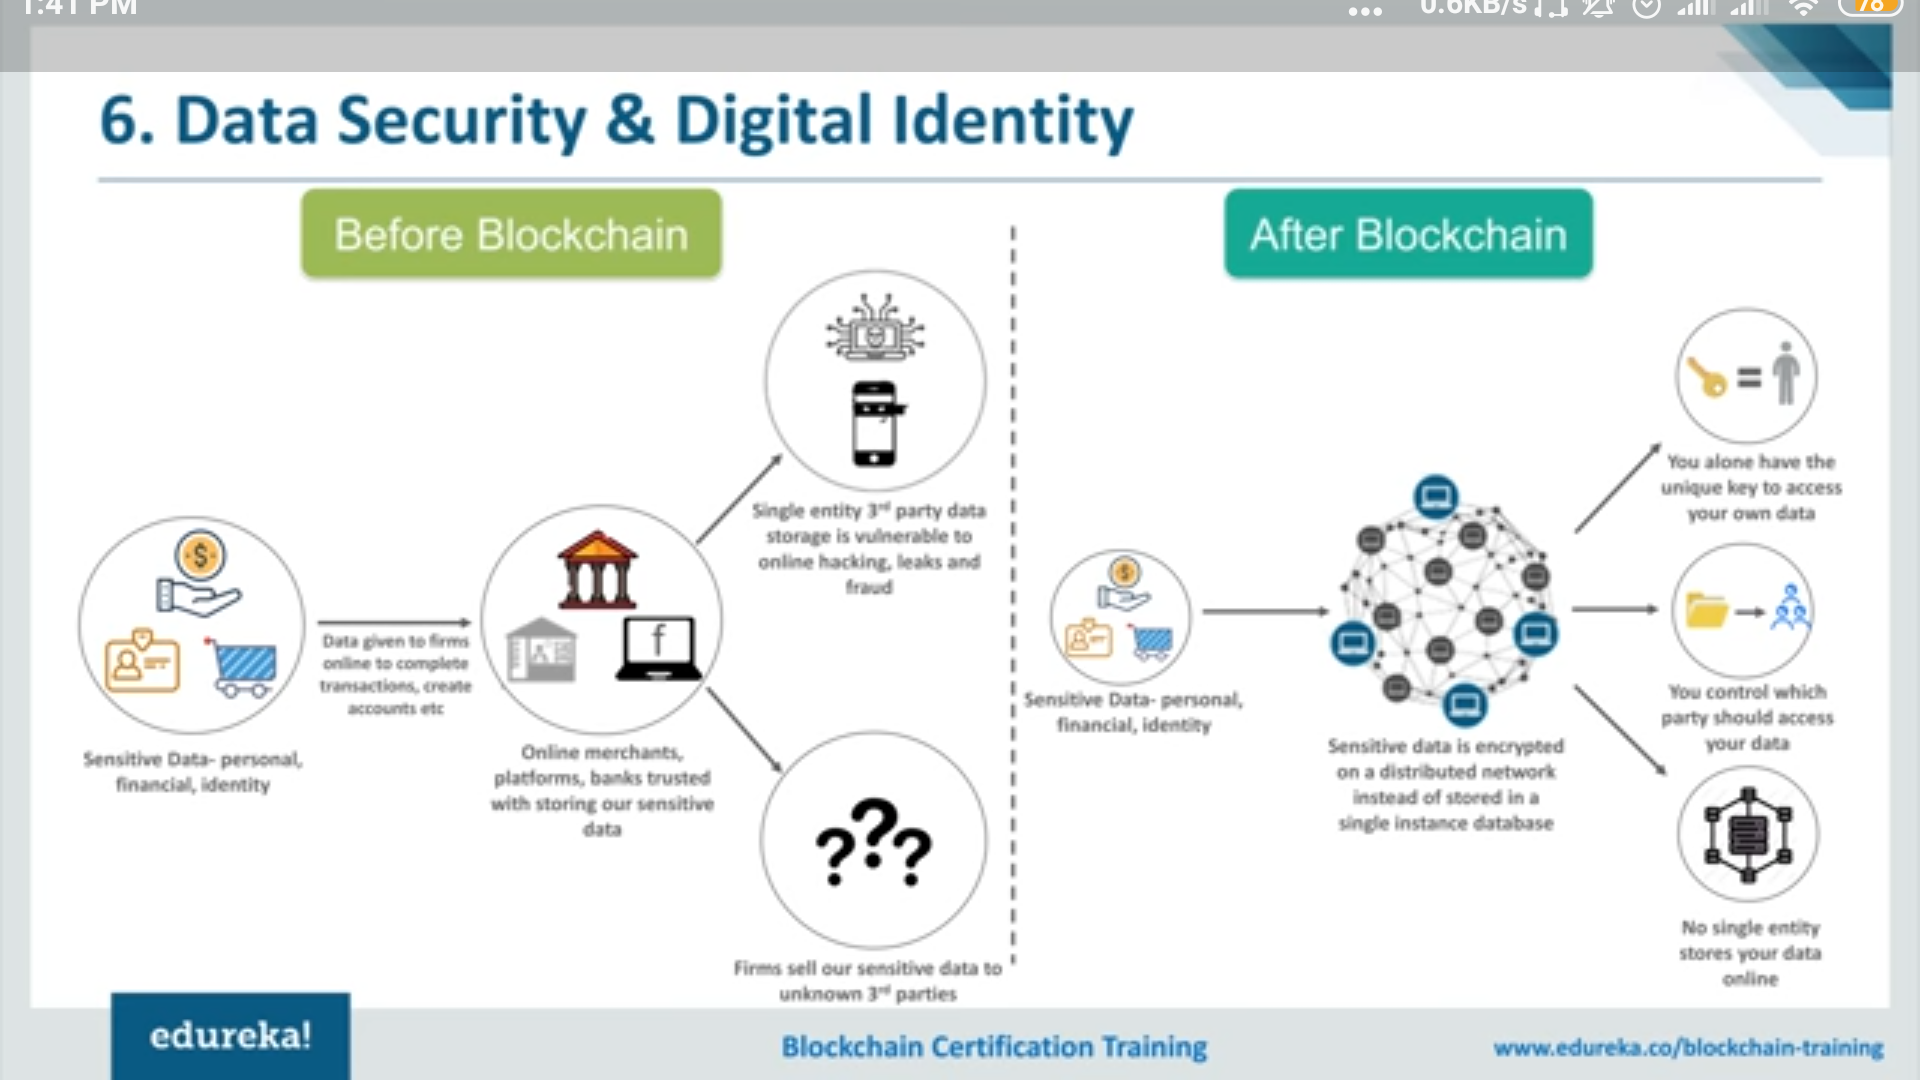 1:41 PM
... 0.6KB/s 78
6. Data Security & Digital Identity
Before Blockchain
Sensitive Data- personal,
financial, identity
Data given to firms
online to complete
transactions, create
accounts etc
f
Online merchants,
platforms, banks trusted
with storing our sensitive
data
Single entity 3rd party data
storage is vulnerable to
online hacking, leaks and
fraud
???
Firms sell our sensitive data to
unknown 3rd parties
After Blockchain
Sensitive Data- personal,
financial, identity
Sensitive data is encrypted
on a distributed network
instead of stored in a
single instance database
=
You alone have the
unique key to access
your own data
You control which
party should access
your data
No single entity
stores your data
online
edureka!
Blockchain Certification Training
www.edureka.co/blockchain-training